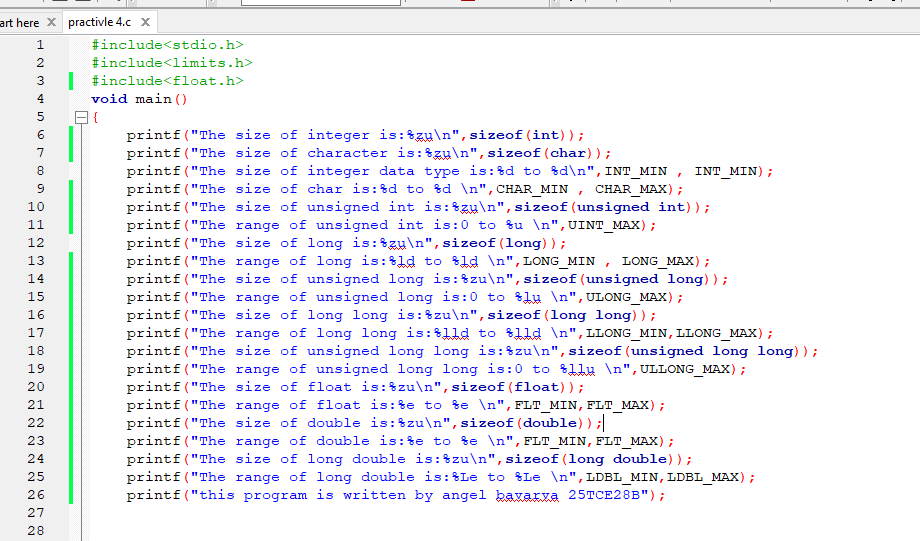 art here × practivle 4.c ×
1 #include<stdio.h>
2 #include<limits.h>
3 #include<float.h>
4 void main()
5 {
6 printf("The size of integer is:%zu\n",sizeof(int));
7 printf("The size of character is:%zu\n",sizeof(char));
8 printf("The size of integer data type is:%d to %d\n",INT_MIN , INT_MIN);
9 printf("The size of char is:%d to %d \n",CHAR_MIN , CHAR_MAX);
10 printf("The size of unsigned int is:%zu\n",sizeof(unsigned int));
11 printf("The range of unsigned int is:0 to %u \n",UINT_MAX);
12 printf("The size of long is:%zu\n",sizeof(long));
13 printf("The range of long is:%ld to %ld \n",LONG_MIN , LONG_MAX);
14 printf("The size of unsigned long is:%zu\n",sizeof(unsigned long));
15 printf("The range of unsigned long is:0 to %lu \n",ULONG_MAX);
16 printf("The size of long long is:%zu\n",sizeof(long long));
17 printf("The range of long long is:%lld to %lld \n",LLONG_MIN,LLONG_MAX);
18 printf("The size of unsigned long long is:%zu\n",sizeof(unsigned long long));
19 printf("The range of unsigned long long is:0 to %llu \n",ULLONG_MAX);
20 printf("The size of float is:%zu\n",sizeof(float));
21 printf("The range of float is:%e to %e \n",FLT_MIN,FLT_MAX);
22 printf("The size of double is:%zu\n",sizeof(double));
23 printf("The range of double is:%e to %e \n",FLT_MIN,FLT_MAX);
24 printf("The size of long double is:%zu\n",sizeof(long double));
25 printf("The range of long double is:%Le to %Le \n",LDBL_MIN,LDBL_MAX);
26 printf("this program is written by angel bavarva 25TCE28B");
27
28